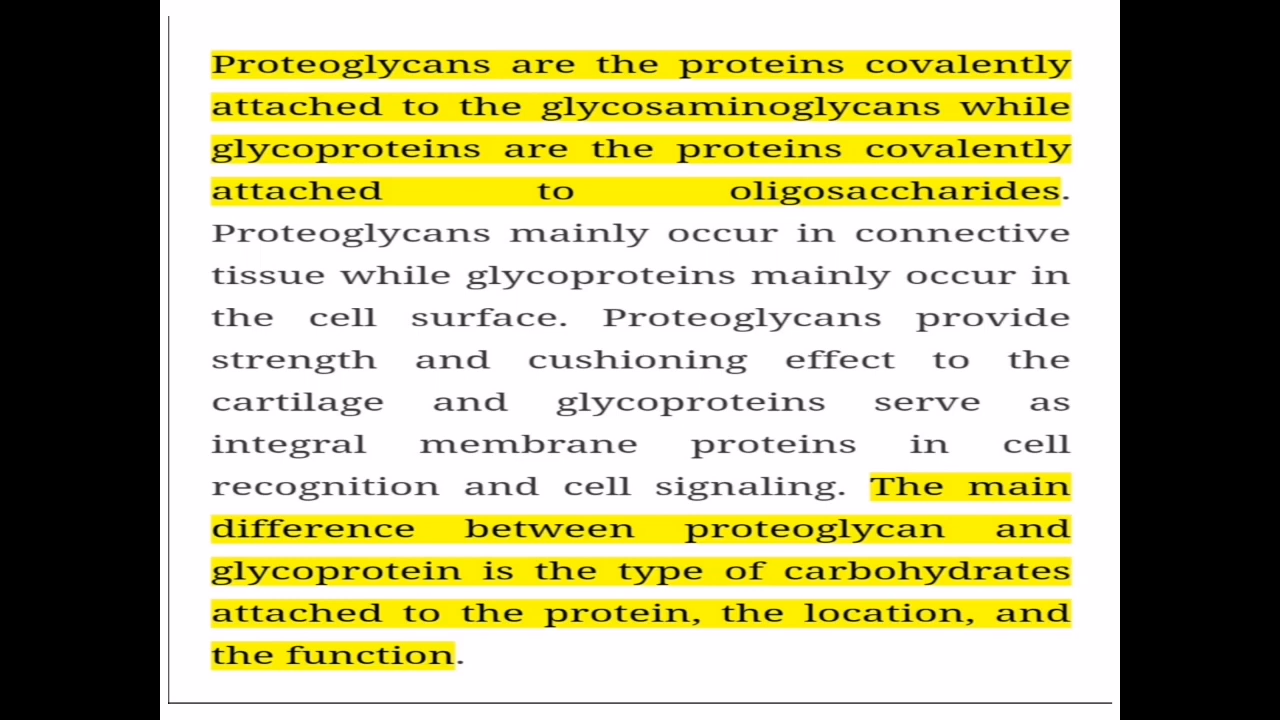 Proteoglycans are the proteins covalently
attached to the glycosaminoglycans while
glycoproteins are the proteins covalently
attached to oligosaccharides.
Proteoglycans mainly occur in connective
tissue while glycoproteins mainly occur in
the cell surface. Proteoglycans provide
strength and cushioning effect to the
cartilage and glycoproteins serve as
integral membrane proteins in cell
recognition and cell signaling. The main
difference between proteoglycan and
glycoprotein is the type of carbohydrates
attached to the protein, the location, and
the function.